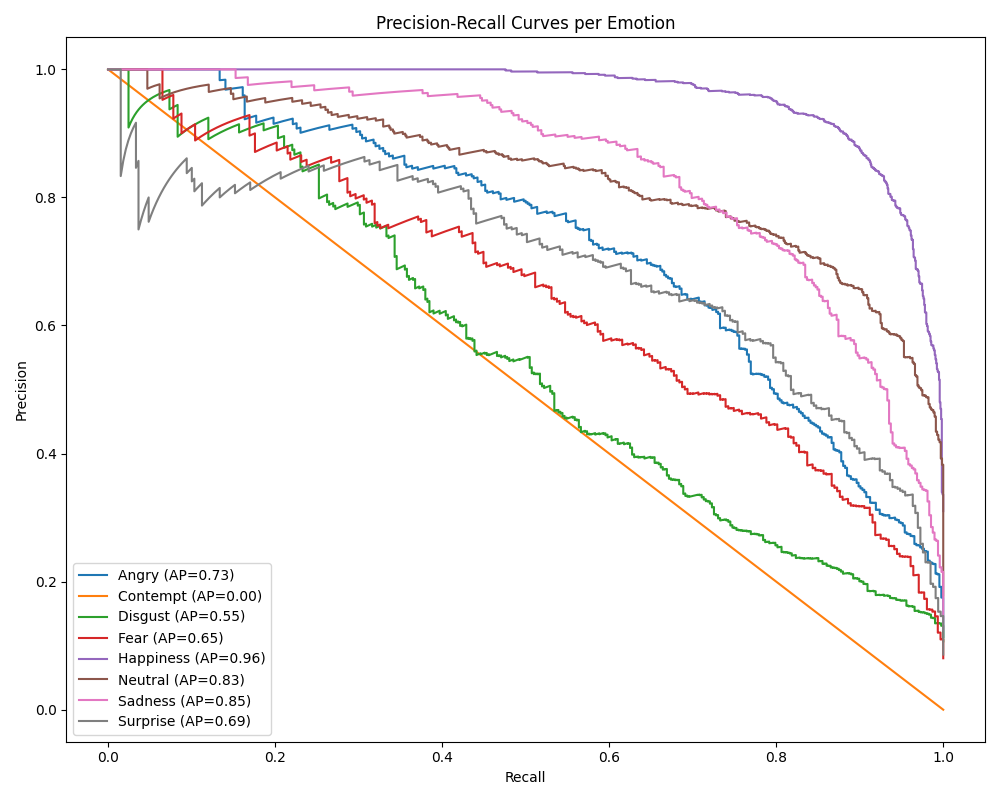 Precision-Recall Curves per Emotion
Precision
1.0
0.8
0.6
0.4
0.2
0.0
Angry (AP=0.73)
Contempt (AP=0.00)
Disgust (AP=0.55)
Fear (AP=0.65)
Happiness (AP=0.96)
Neutral (AP=0.83)
Sadness (AP=0.85)
Surprise (AP=0.69)
0.0 0.2 0.4 0.6 0.8 1.0
Recall